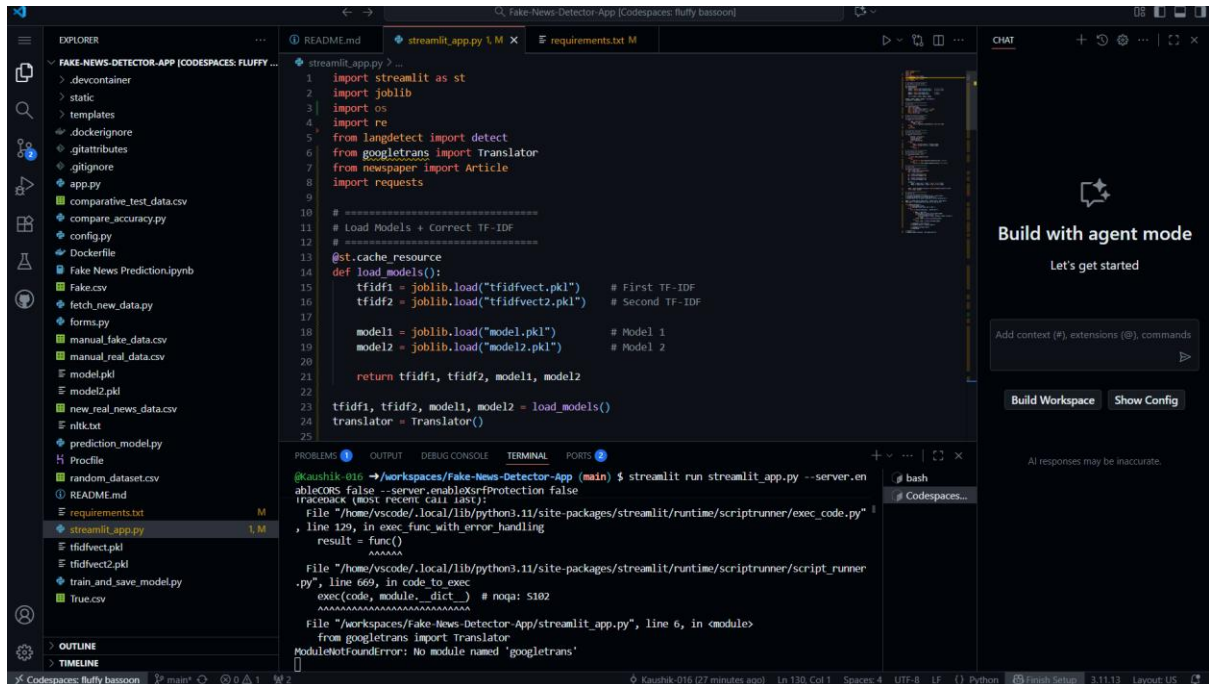 Fake-News-Detector-App [Codespaces: fluffy bassoon]
EXPLORER
FAKE-NEWS-DETECTOR-APP [CODESPACES: FLUFFY ...
.devcontainer
static
templates
.dockerignore
.gitattributes
.gitignore
app.py
comparative_test_data.csv
compare_accuracy.py
config.py
Dockerfile
Fake News Prediction.ipynb
Fake.csv
fetch_new_data.py
forms.py
manual_fake_data.csv
manual_real_data.csv
model.pkl
model2.pkl
new_real_news_data.csv
nltk.txt
prediction_model.py
Procfile
random_dataset.csv
README.md
requirements.txt M
streamlit_app.py 1, M
tfidfvect.pkl
tfidfvect2.pkl
train_and_save_model.py
True.csv
OUTLINE
TIMELINE
2
README.md
streamlit_app.py 1, M
requirements.txt M
streamlit_app.py > ...
1 import streamlit as st
2 import joblib
3 import os
4 import re
5 from langdetect import detect
6 from googletrans import Translator
7 from newspaper import Article
8 import requests
9
10 # ================================
11 # Load Models + Correct TF-IDF
12 # ================================
13 @st.cache_resource
14 def load_models():
15 tfidf1 = joblib.load("tfidfvect.pkl") # First TF-IDF
16 tfidf2 = joblib.load("tfidfvect2.pkl") # Second TF-IDF
17
18 model1 = joblib.load("model.pkl") # Model 1
19 model2 = joblib.load("model2.pkl") # Model 2
20
21 return tfidf1, tfidf2, model1, model2
22
23 tfidf1, tfidf2, model1, model2 = load_models()
24 translator = Translator()
25
PROBLEMS 1 OUTPUT DEBUG CONSOLE TERMINAL PORTS 2
@Kaushik-016 ➜/workspaces/Fake-News-Detector-App (main) $ streamlit run streamlit_app.py --server.en
ableCORS false --server.enableXsrfProtection false
Traceback (most recent call last):
File "/home/vscode/.local/lib/python3.11/site-packages/streamlit/runtime/scriptrunner/exec_code.py"
, line 129, in exec_func_with_error_handling
result = func()
^^^^^^
File "/home/vscode/.local/lib/python3.11/site-packages/streamlit/runtime/scriptrunner/script_runner
.py", line 669, in code_to_exec
exec(code, module.__dict__) # noqa: S102
^^^^^^^^^^^^^^^^^^^^^^^^^^^
File "/workspaces/Fake-News-Detector-App/streamlit_app.py", line 6, in <module>
from googletrans import Translator
ModuleNotFoundError: No module named 'googletrans'
bash
Codespaces...
CHAT
Build with agent mode
Let's get started
Add context (#), extensions (@), commands
Build Workspace Show Config
AI responses may be inaccurate.
Codespaces: fluffy bassoon main* 0 1 2 Kaushik-016 (27 minutes ago) Ln 130, Col 1 Spaces: 4 UTF-8 LF {} Python Finish Setup 3.11.13 Layout: US